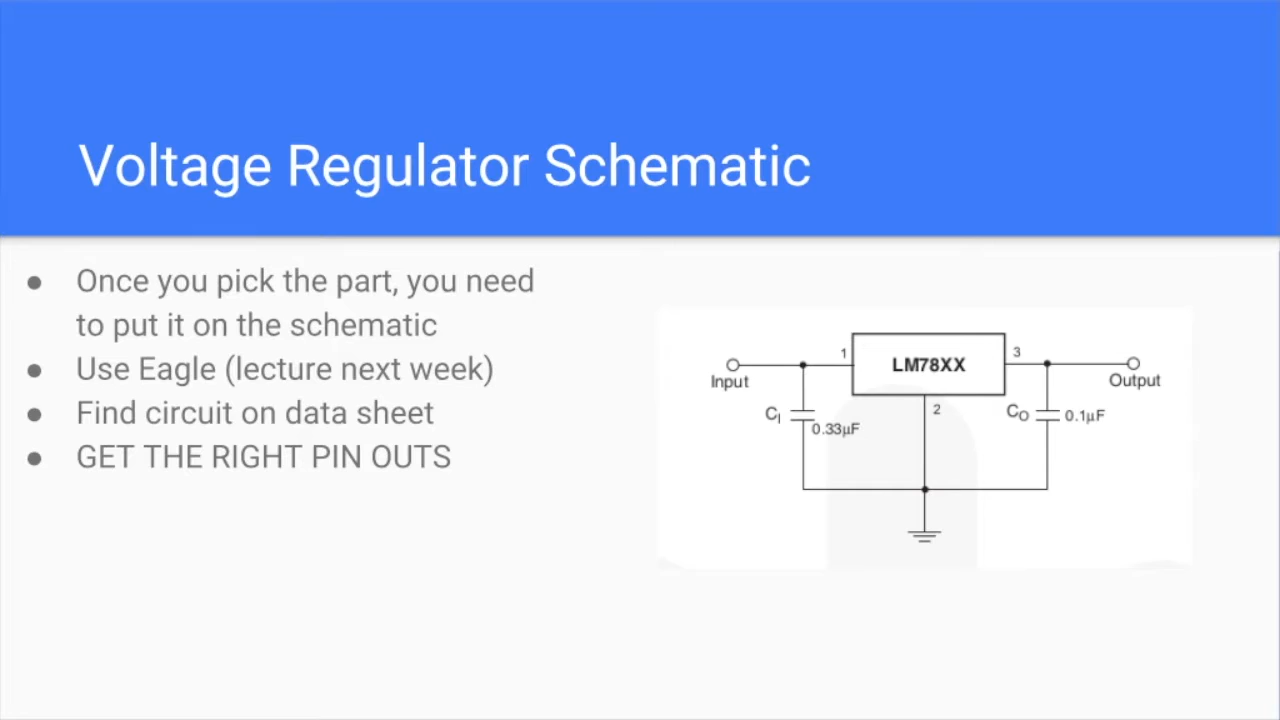 Voltage Regulator Schematic
● Once you pick the part, you need
to put it on the schematic
● Use Eagle (lecture next week)
● Find circuit on data sheet
● GET THE RIGHT PIN OUTS
1
LM78XX
3
Input
Output
2
CI
0.33μF
CO
0.1μF